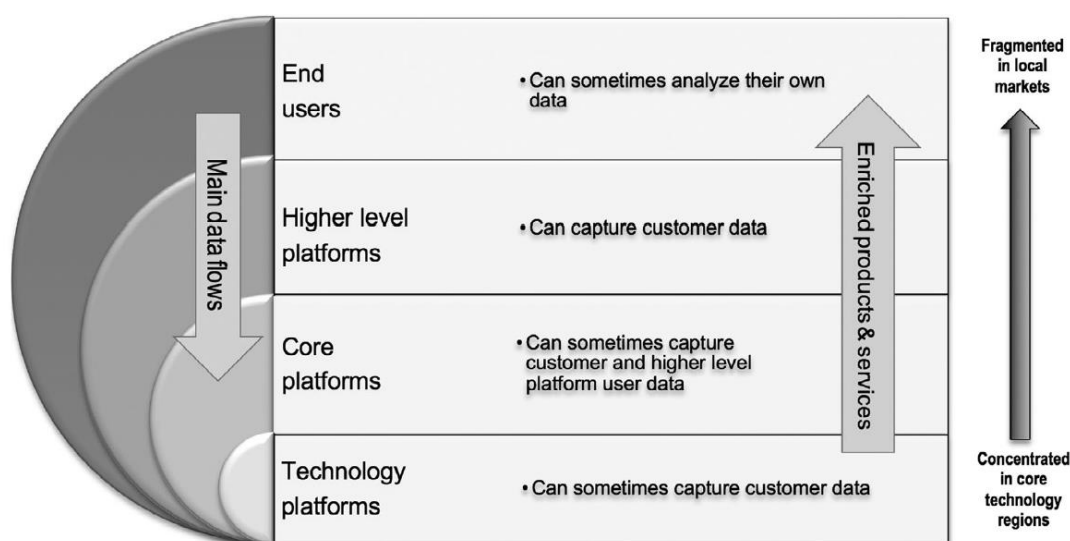 End
users
• Can sometimes analyze their own
data
Higher level
platforms
• Can capture customer data
Core
platforms
• Can sometimes capture
customer and higher level
platform user data
Technology
platforms
• Can sometimes capture customer data
Main data flows
Enriched products & services
Fragmented
in local
markets
Concentrated
in core
technology
regions